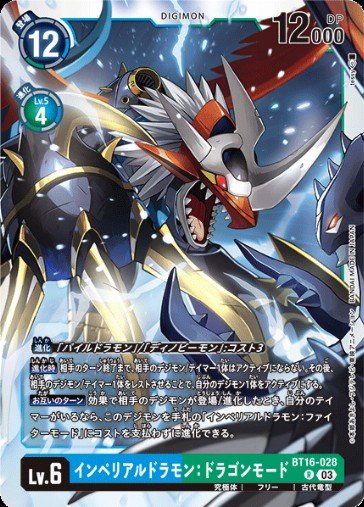 登場
12
DIGIMON
12000
DP
進化
Lv.5
4
進化 「パイルドラモン」/「ディノビーモン」:コスト3
進化時 相手のターン終了まで、相手のデジモン/テイマー1体はアクティブにならない。その後、
相手のデジモン/テイマー1体をレストさせることで、自分のデジモン1体をアクティブにする。
お互いのターン 効果で自分のデジモンが登場/進化したとき、自分のテイ
マーがいるなら、このデジモンを手札の「インペリアルドラモン:ファイ
ターモード」にコストを支払わずに進化できる。
Lv.6
インペリアルドラモン:ドラゴンモード
BT16-028
R
03
究極体
フリー
古代竜型